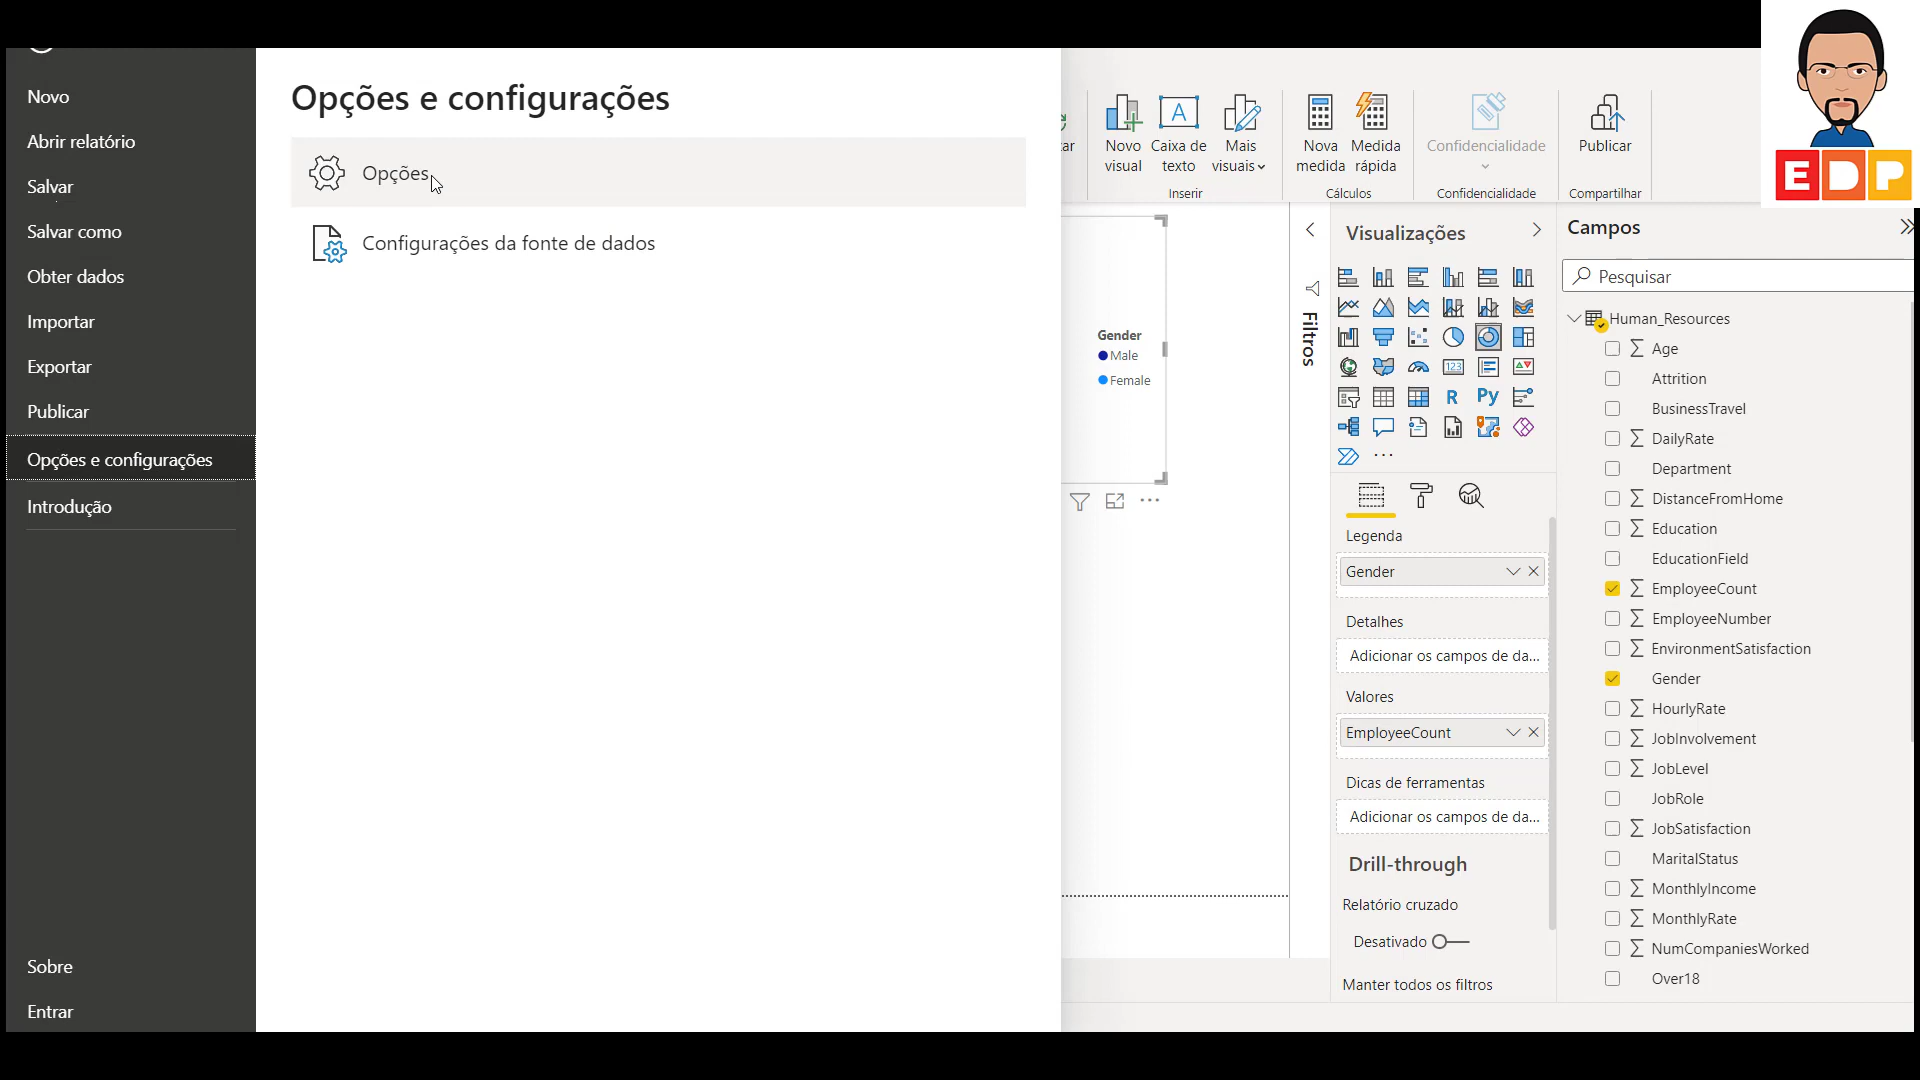 Novo
Abrir relatório
Salvar
Salvar como
Obter dados
Importar
Exportar
Publicar
Opções e configurações
Introdução
Sobre
Entrar
Opções e configurações
Opções
Configurações da fonte de dados
Novo visual
Caixa de texto
Mais visuais
Inserir
Nova medida
Medida rápida
Cálculos
Confidencialidade
Confidencialidade
Publicar
Compartilhar
EDP
Gender
Male
Female
Filtros
Visualizações
123
R
Py
Legenda
Gender
Detalhes
Adicionar os campos de da...
Valores
EmployeeCount
Dicas de ferramentas
Adicionar os campos de da...
Drill-through
Relatório cruzado
Desativado
Manter todos os filtros
Campos
Pesquisar
Human_Resources
Age
Attrition
BusinessTravel
DailyRate
Department
DistanceFromHome
Education
EducationField
EmployeeCount
EmployeeNumber
EnvironmentSatisfaction
Gender
HourlyRate
JobInvolvement
JobLevel
JobRole
JobSatisfaction
MaritalStatus
MonthlyIncome
MonthlyRate
NumCompaniesWorked
Over18